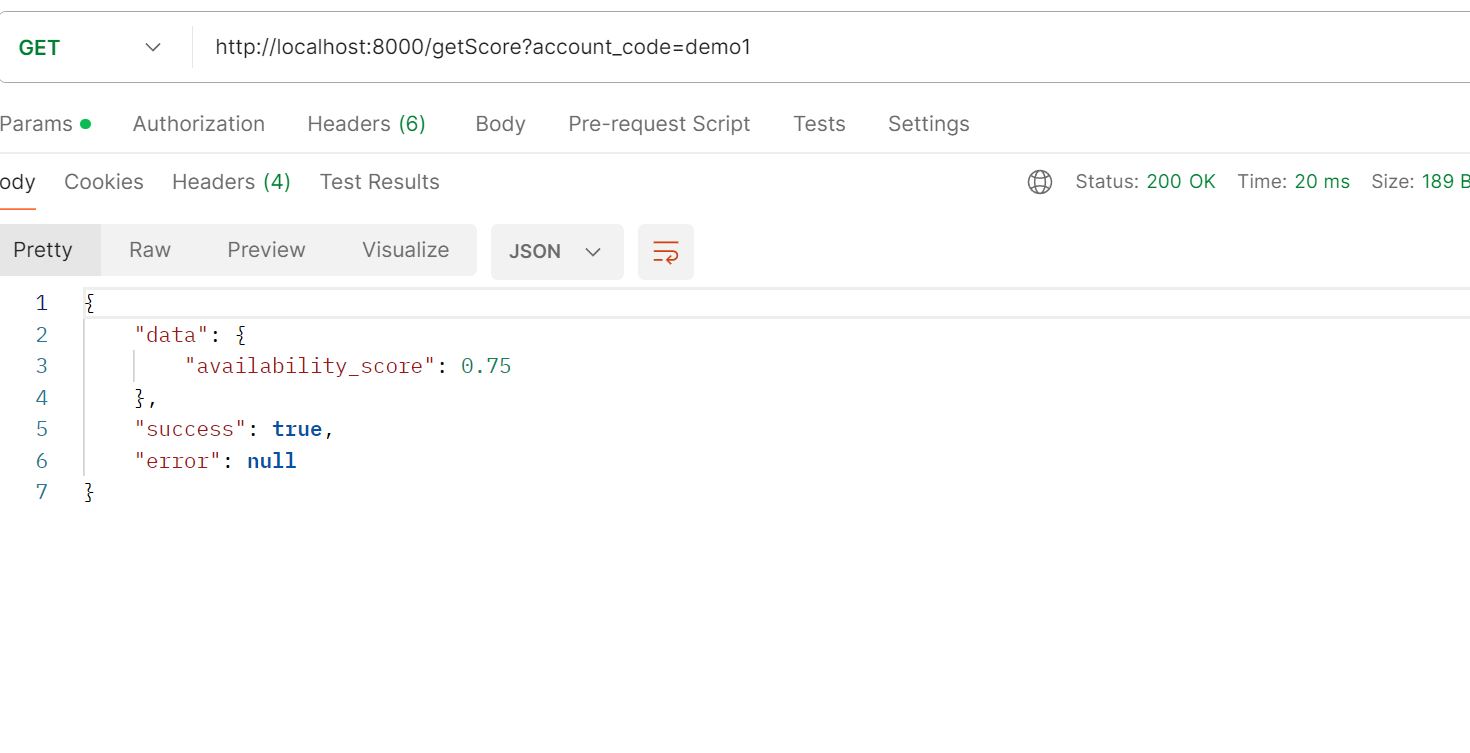 GET http://localhost:8000/getScore?account_code=demo1
Params Authorization Headers (6) Body Pre-request Script Tests Settings
ody Cookies Headers (4) Test Results Status: 200 OK Time: 20 ms Size: 189 B
Pretty Raw Preview Visualize JSON
1 {
2 "data": {
3 "availability_score": 0.75
4 },
5 "success": true,
6 "error": null
7 }